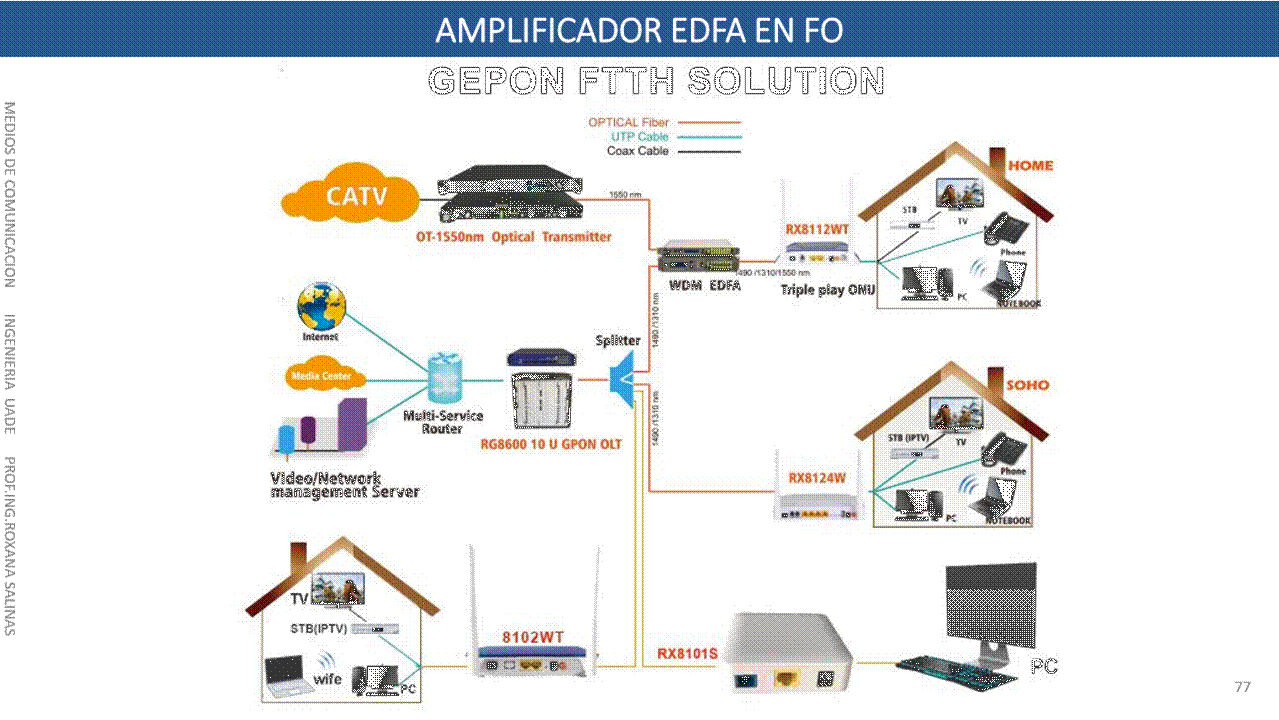 AMPLIFICADOR EDFA EN FO
GEPON FTTH SOLUTION
OPTICAL Fiber
UTP Cable
Coax Cable
CATV
OT-1550nm Optical Transmitter
1550 nm
WDM EDFA
1490 /1310/1550 nm
RX8112WT
Triple play ONU
HOME
STB
TV
Phone
PC
NOTEBOOK
Internet
Media Center
Video/Network
management Server
Multi-Service
Router
RG8600 10 U GPON OLT
Splitter
1490 /1310 nm
1490 /1310 nm
RX8124W
SOHO
STB (IPTV)
TV
Phone
PC
NOTEBOOK
TV
STB(IPTV)
wife
PC
8102WT
RX8101S
PC
MEDIOS DE COMUNICACION INGENIERIA UADE PROF.ING.ROXANA SALINAS
77